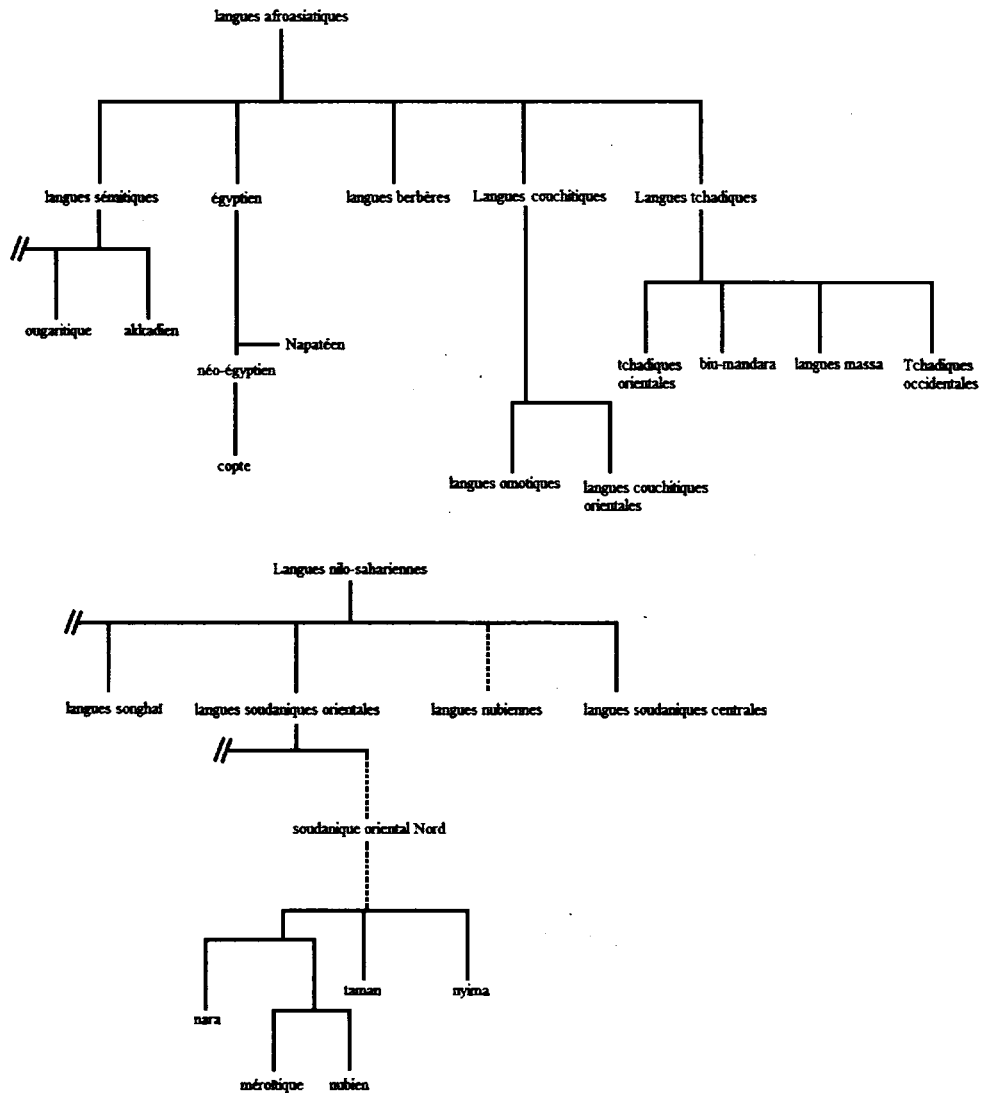 langues afroasiatiques
langues sémitiques
égyptien
langues berbères
Langues couchitiques
Langues tchadiques
ougaritique
akkadien
Napatéen
néo-égyptien
tchadiques
orientales
biu-mandara
langues massa
Tchadiques
occidentales
copte
langues omotiques
langues couchitiques
orientales
Langues nilo-sahariennes
langues songhaï
langues soudaniques orientales
langues nubiennes
langues soudaniques centrales
soudanique oriental Nord
taman
nyima
nara
méroïtique
nubien